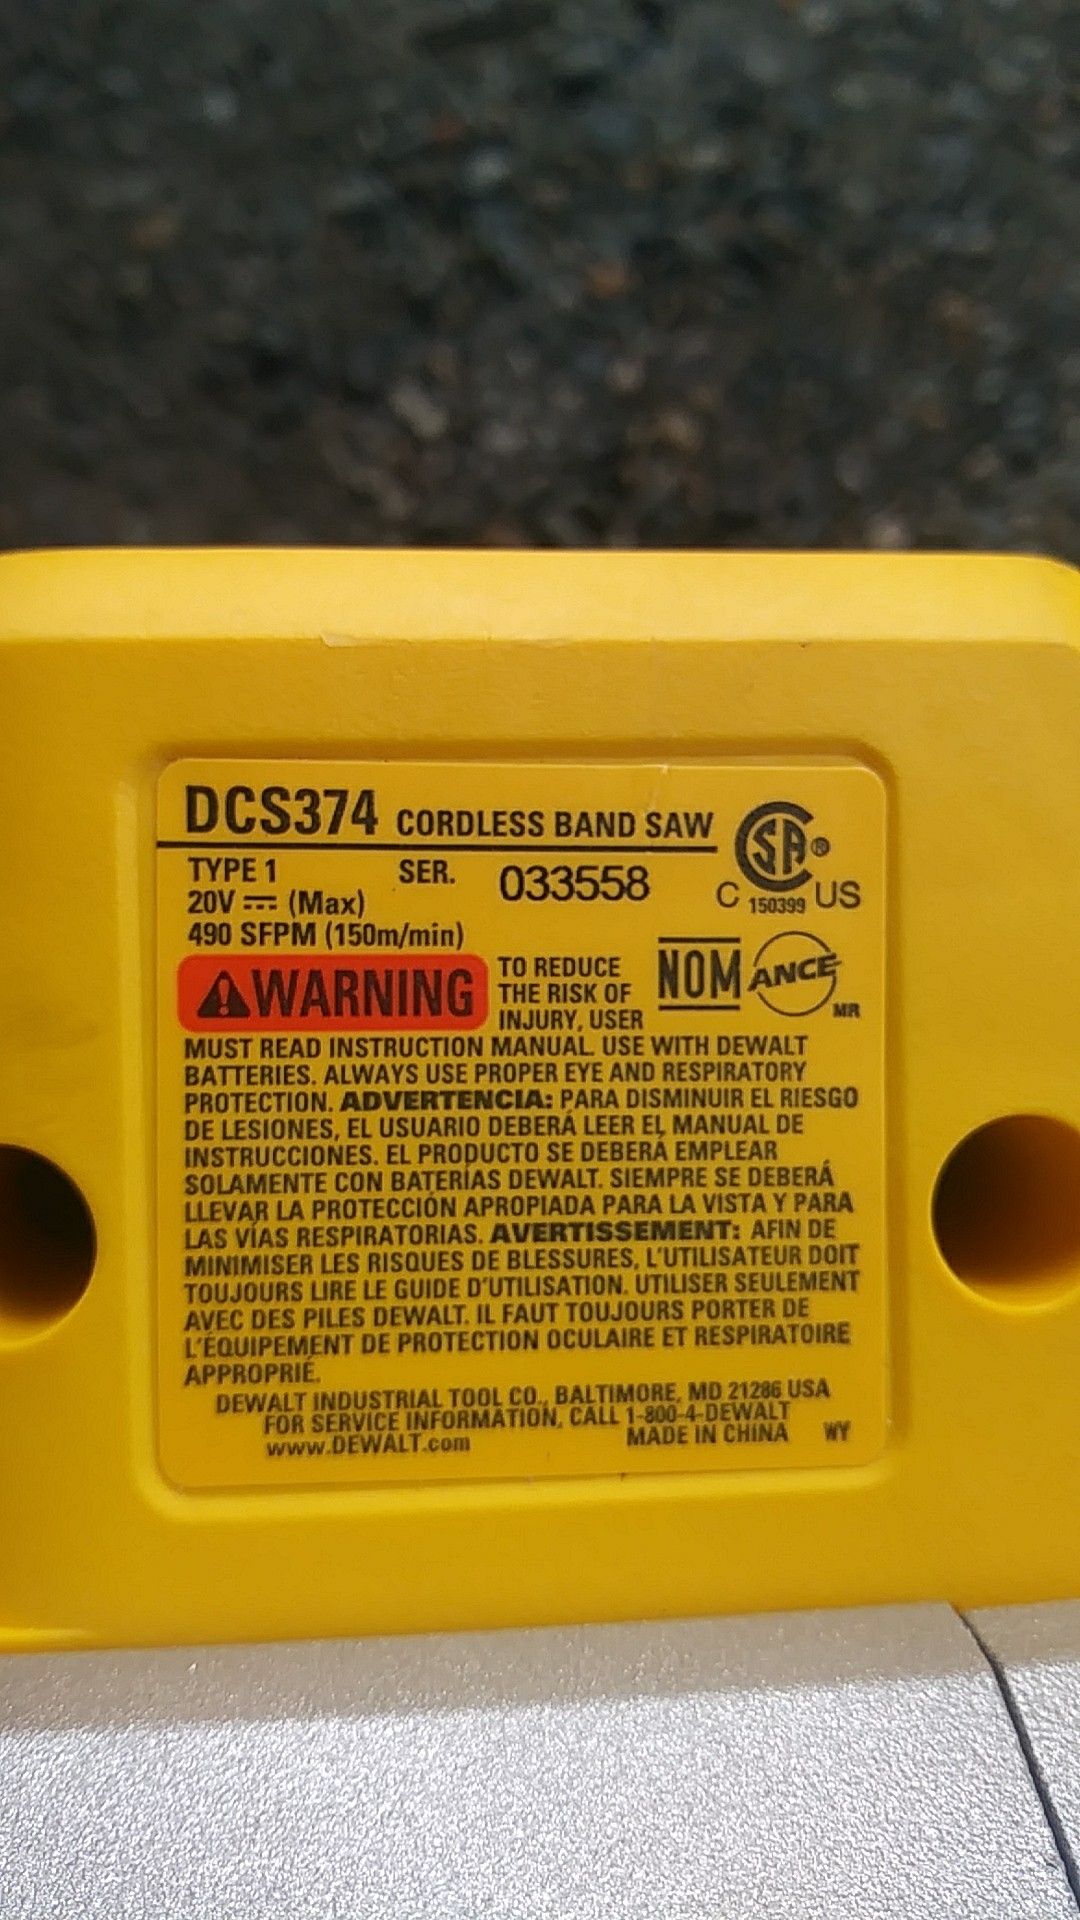 DCS374 CORDLESS BAND SAW
TYPE 1 SER. 033558
20V (Max)
490 SFPM (150m/min)
CSA®
C 150399 US
NOM ANCE MR
WARNING TO REDUCE
THE RISK OF
INJURY, USER
MUST READ INSTRUCTION MANUAL. USE WITH DEWALT
BATTERIES. ALWAYS USE PROPER EYE AND RESPIRATORY
PROTECTION. ADVERTENCIA: PARA DISMINUIR EL RIESGO
DE LESIONES, EL USUARIO DEBERÁ LEER EL MANUAL DE
INSTRUCCIONES. EL PRODUCTO SE DEBERÁ EMPLEAR
SOLAMENTE CON BATERÍAS DEWALT. SIEMPRE SE DEBERÁ
LLEVAR LA PROTECCIÓN APROPIADA PARA LA VISTA Y PARA
LAS VÍAS RESPIRATORIAS. AVERTISSEMENT: AFIN DE
MINIMISER LES RISQUES DE BLESSURES, L'UTILISATEUR DOIT
TOUJOURS LIRE LE GUIDE D'UTILISATION. UTILISER SEULEMENT
AVEC DES PILES DEWALT. IL FAUT TOUJOURS PORTER DE
L'ÉQUIPEMENT DE PROTECTION OCULAIRE ET RESPIRATOIRE
APPROPRIÉ.
DEWALT INDUSTRIAL TOOL CO., BALTIMORE, MD 21286 USA
FOR SERVICE INFORMATION, CALL 1-800-4-DEWALT
www.DEWALT.com MADE IN CHINA WY